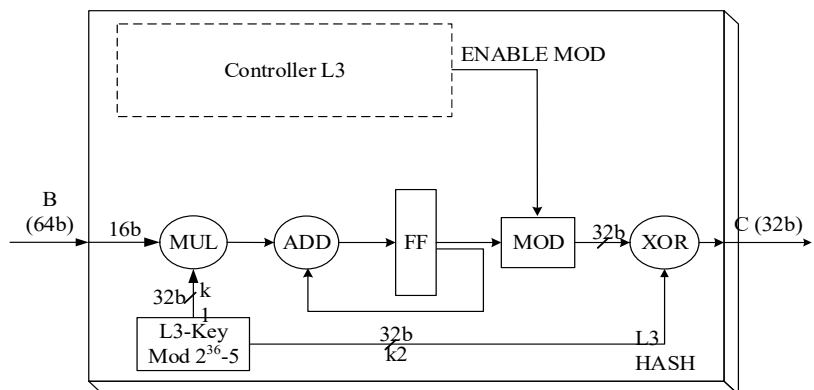 Controller L3
ENABLE MOD
B
(64b)
16b
MUL
ADD
FF
MOD
32b
XOR
C (32b)
32b
k
1
L3-Key
Mod 2³⁶-5
32b
k2
L3
HASH